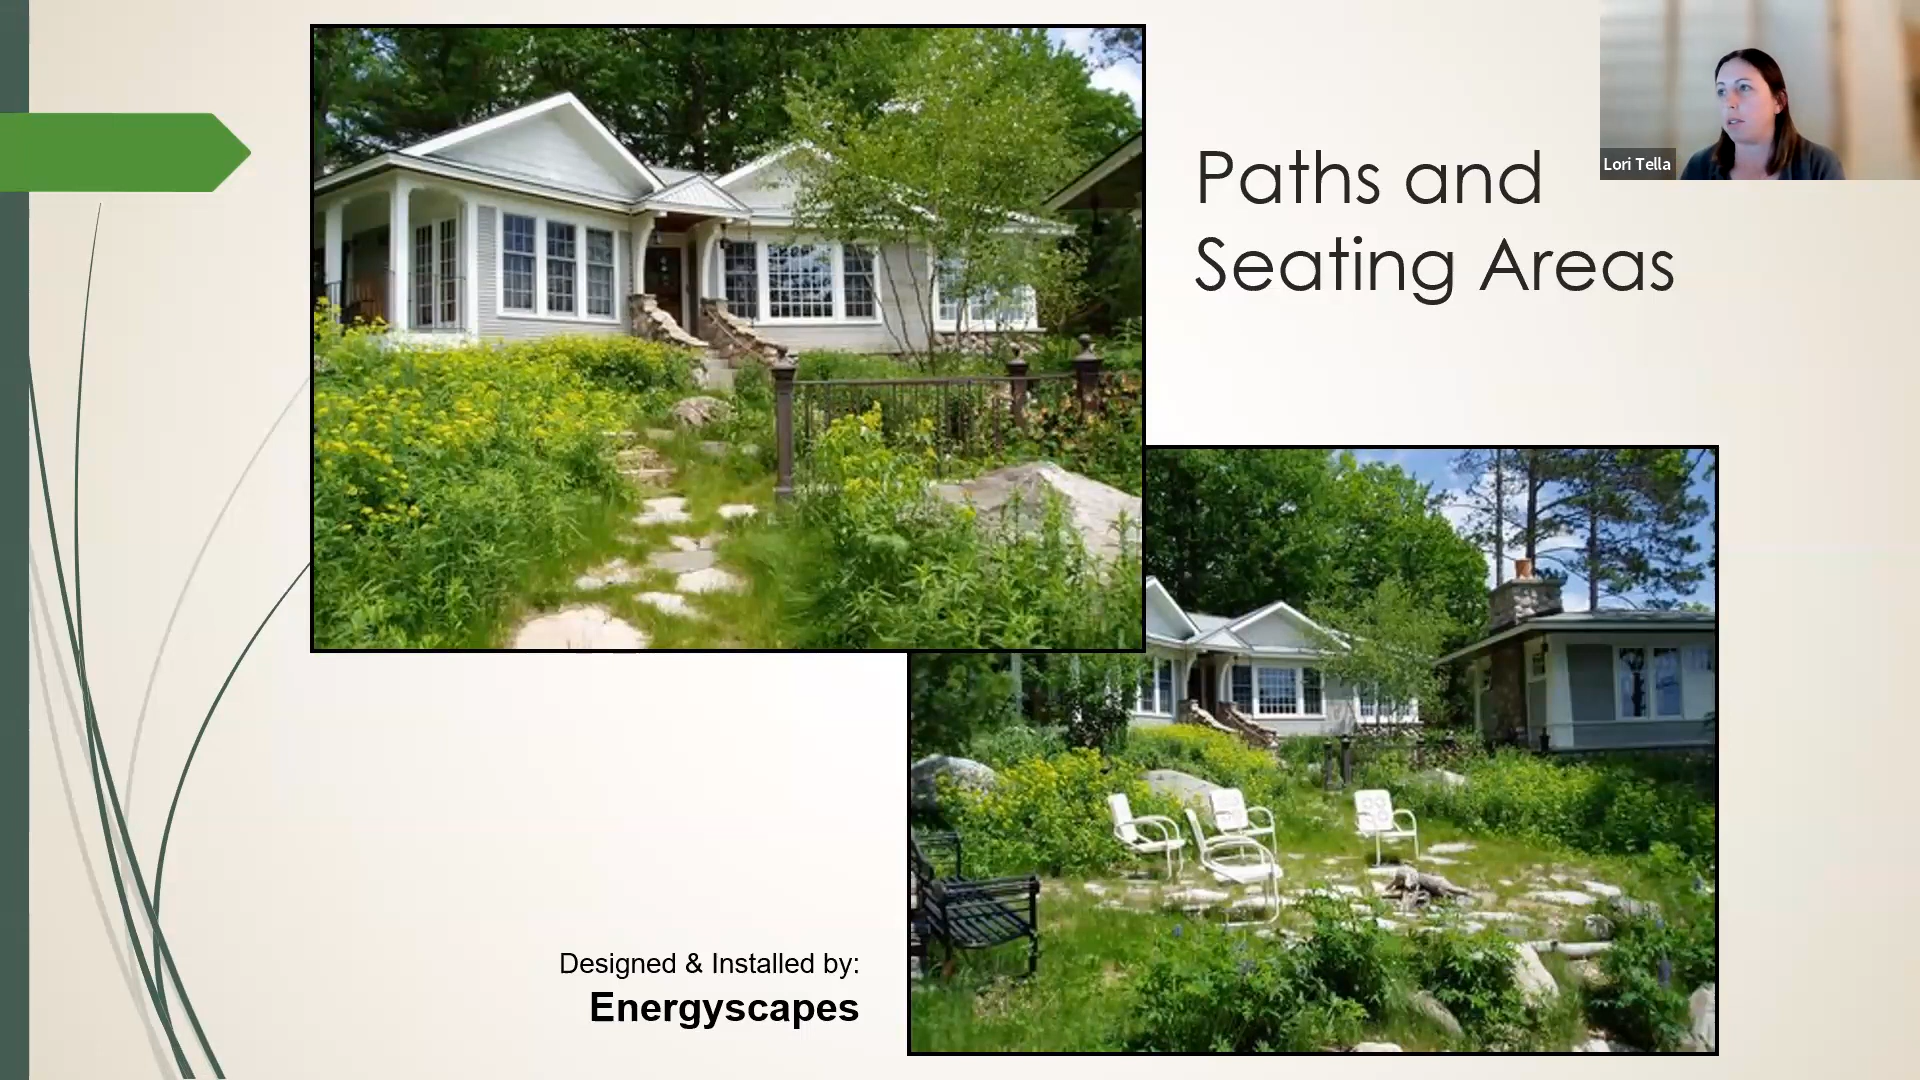 Paths and
Seating Areas
Lori Tella
Designed & Installed by:
Energyscapes